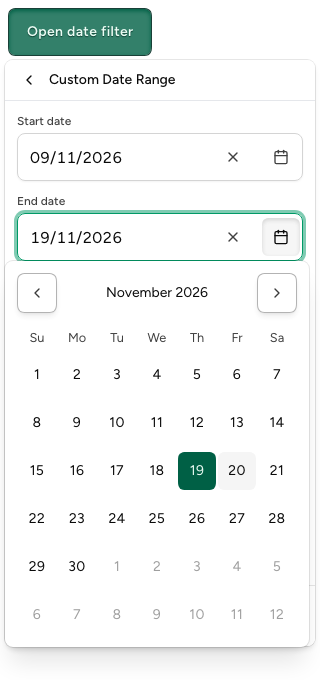 Open date filter
Custom Date Range
Start date
09/11/2026
End date
19/11/2026
November 2026
Su Mo Tu We Th Fr Sa
1 2 3 4 5 6 7
8 9 10 11 12 13 14
15 16 17 18 19 20 21
22 23 24 25 26 27 28
29 30 1 2 3 4 5
6 7 8 9 10 11 12